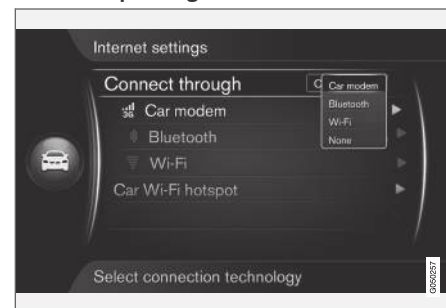 Internet settings
Connect through
Car modem
Bluetooth
Wi-Fi
None
3G Car modem
Bluetooth
Wi-Fi
Car Wi-Fi hotspot
Select connection technology
G050257